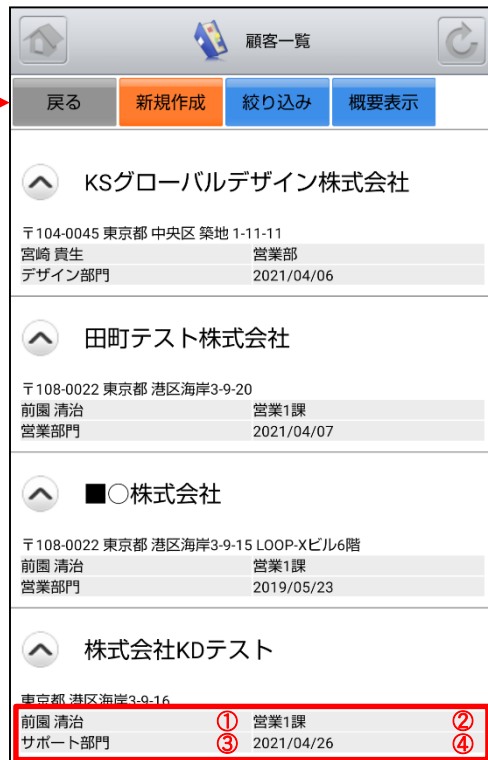 顧客一覧
戻る 新規作成 絞り込み 概要表示
KSグローバルデザイン株式会社
〒104-0045 東京都 中央区 築地 1-11-11
宮崎 貴生 営業部
デザイン部門 2021/04/06
田町テスト株式会社
〒108-0022 東京都 港区海岸3-9-20
前園 清治 営業1課
営業部門 2021/04/07
■○株式会社
〒108-0022 東京都 港区海岸3-9-15 LOOP-Xビル6階
前園 清治 営業1課
営業部門 2019/05/23
株式会社KDテスト
東京都 港区海岸3-9-16
前園 清治 ① 営業1課 ②
サポート部門 ③ 2021/04/26 ④